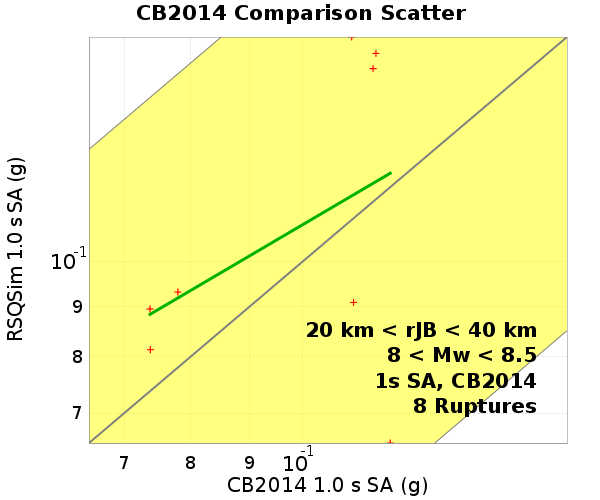 CB2014 Comparison Scatter
RSQSim 1.0 s SA (g)
10^-1
9
8
7
20 km < rJB < 40 km
8 < Mw < 8.5
1s SA, CB2014
8 Ruptures
7 8 9 10^-1
CB2014 1.0 s SA (g)